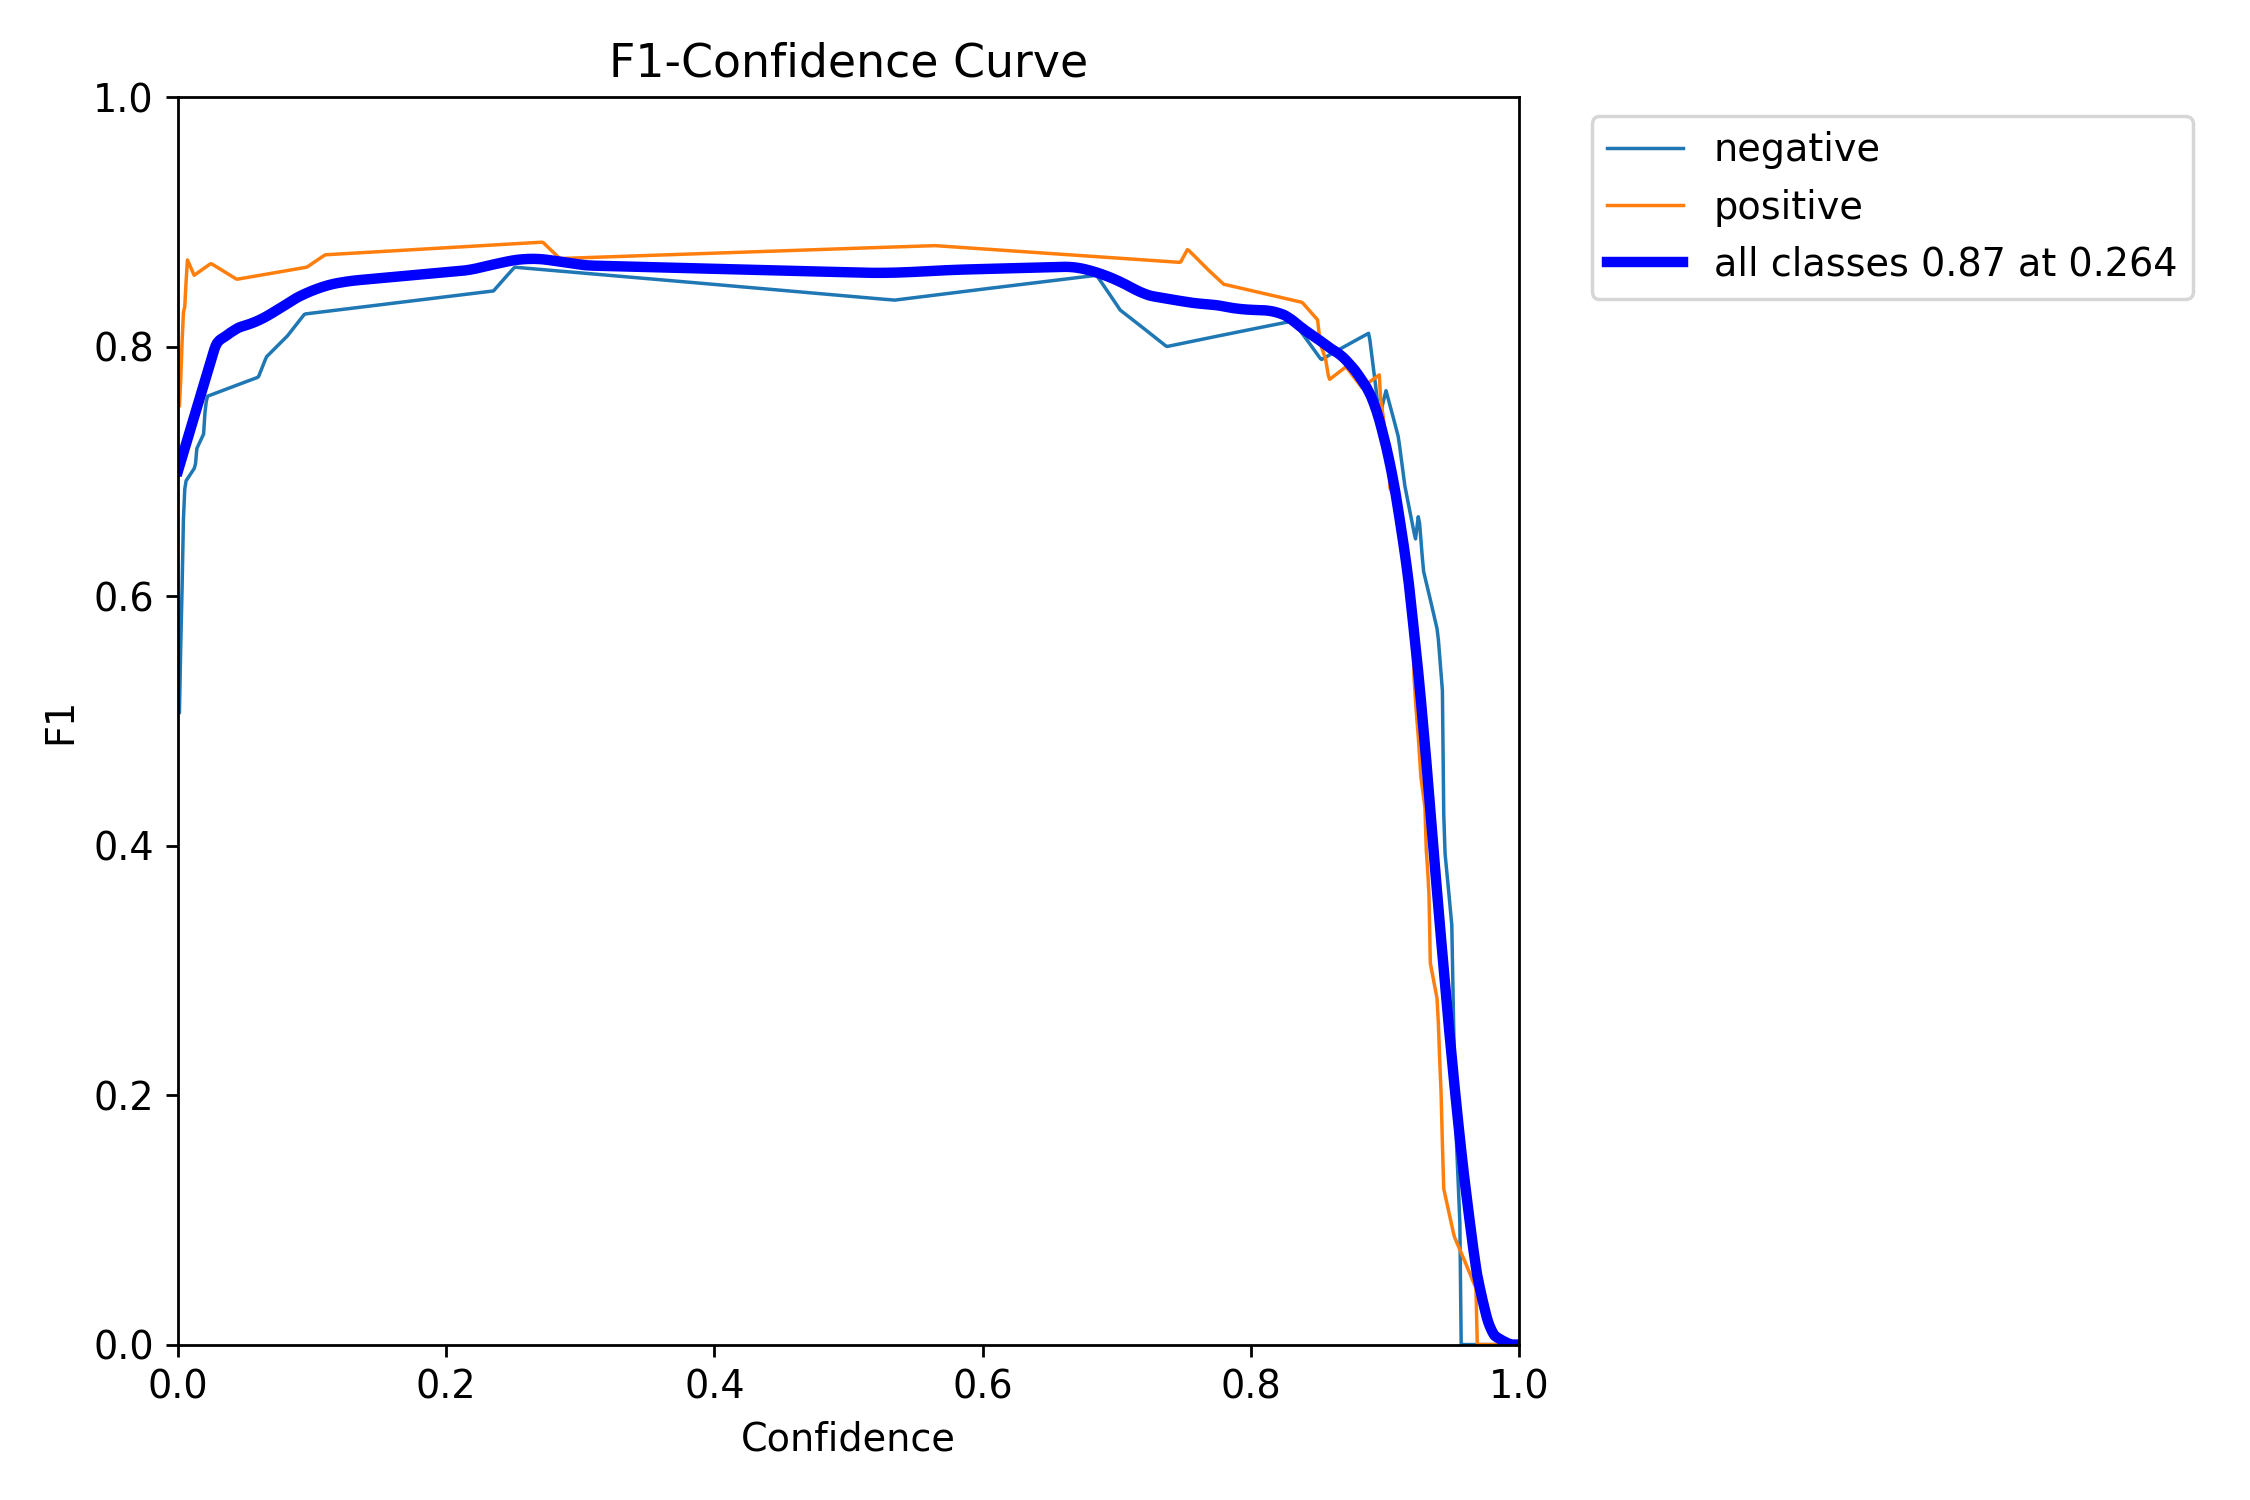 F1-Confidence Curve
1.0
0.8
0.6
0.4
0.2
0.0
F1
0.0 0.2 0.4 0.6 0.8 1.0
Confidence
negative
positive
all classes 0.87 at 0.264